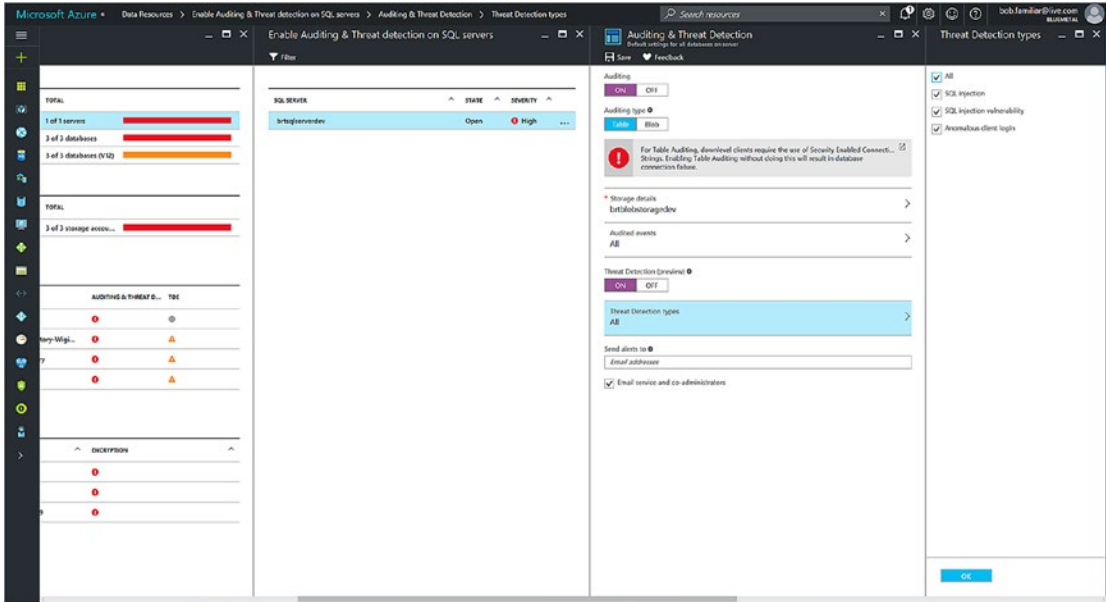 Microsoft Azure
Data Resources > Enable Auditing & Threat detection on SQL servers > Auditing & Threat Detection > Threat Detection types
Search resources
bob.familiar@live.com
BLUEMETAL
TOTAL
1 of 1 servers
3 of 3 databases
3 of 3 databases (V12)
TOTAL
3 of 3 storage accou...
AUDITING & THREAT D... TDE
ENCRYPTION
Enable Auditing & Threat detection on SQL servers
Filter
SQL SERVER STATE SEVERITY
brtsqlserverdev Open High ...
Auditing & Threat Detection
Default settings for all databases on server
Save Feedback
Auditing
ON OFF
Auditing type
Table Blob
For Table Auditing, downlevel clients require the use of Security Enabled Connecti...
Strings. Enabling Table Auditing without doing this will result in database
connection failure.
* Storage details
brtblobstoragedev
Audited events
All
Threat Detection (preview)
ON OFF
Threat Detection types
All
Send alerts to
Email addresses
Email service and co-administrators
Threat Detection types
All
SQL injection
SQL injection vulnerability
Anomalous client login
OK